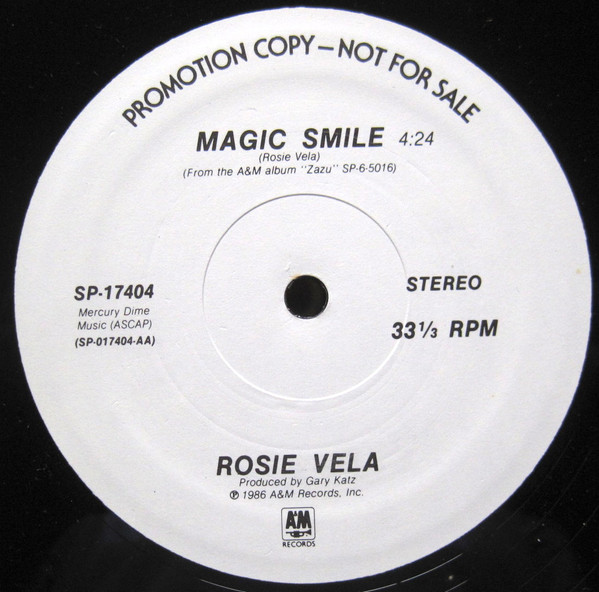 PROMOTION COPY — NOT FOR SALE
MAGIC SMILE 4:24
(Rosie Vela)
(From the A&M album "Zazu" SP-6-5016)
SP-17404
Mercury Dime
Music (ASCAP)
(SP-017404-AA)
STEREO
33 1/3 RPM
ROSIE VELA
Produced by Gary Katz
℗ 1986 A&M Records, Inc.
A&M
RECORDS